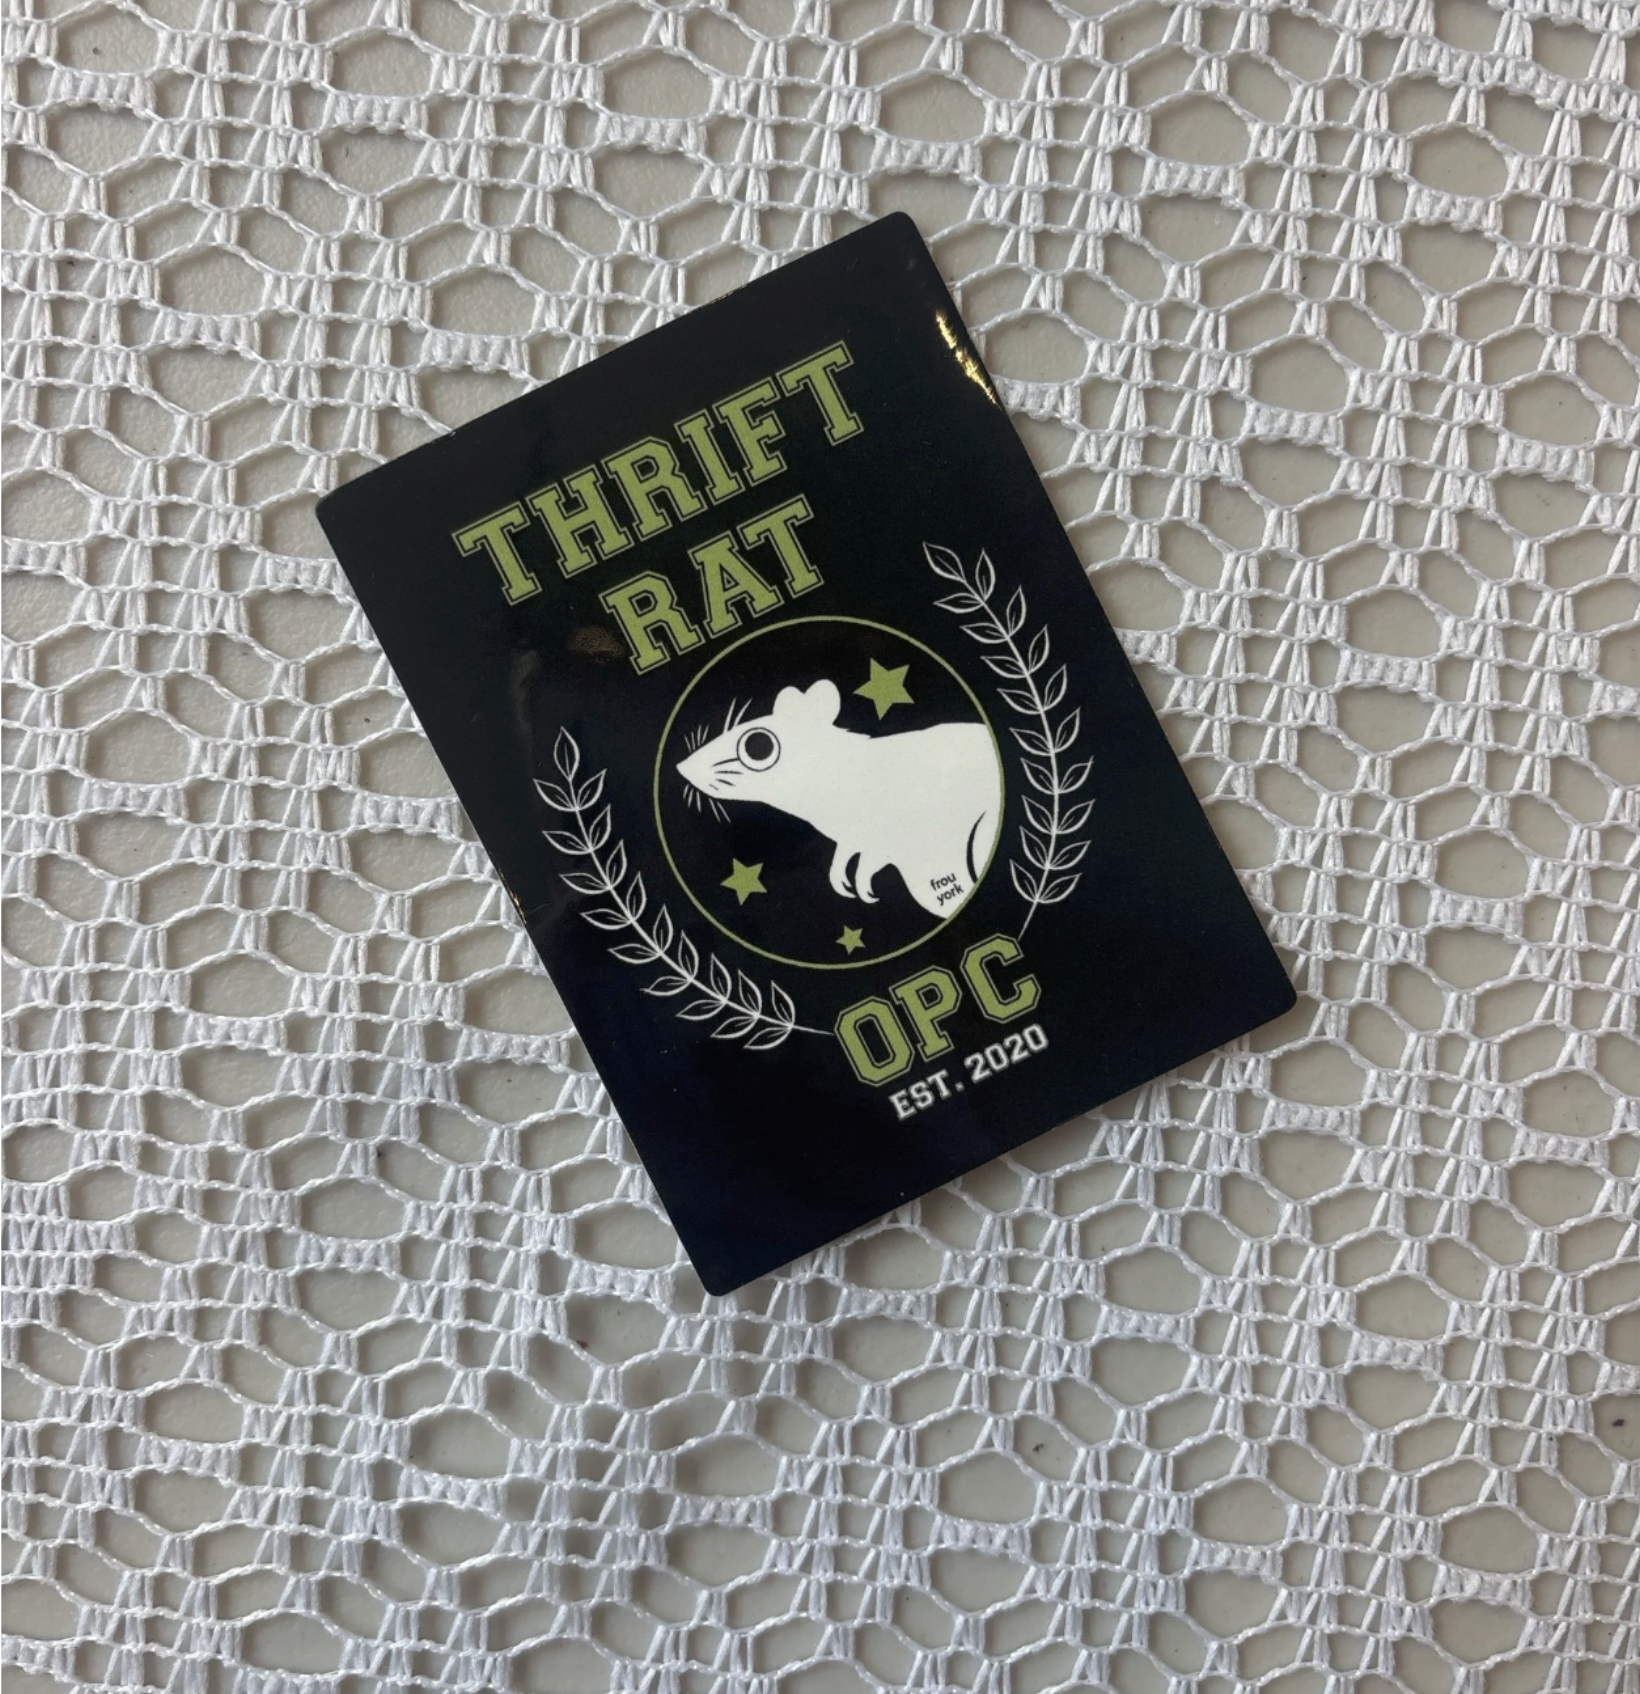 THRIFT
RAT
frou
york
OPC
EST. 2020